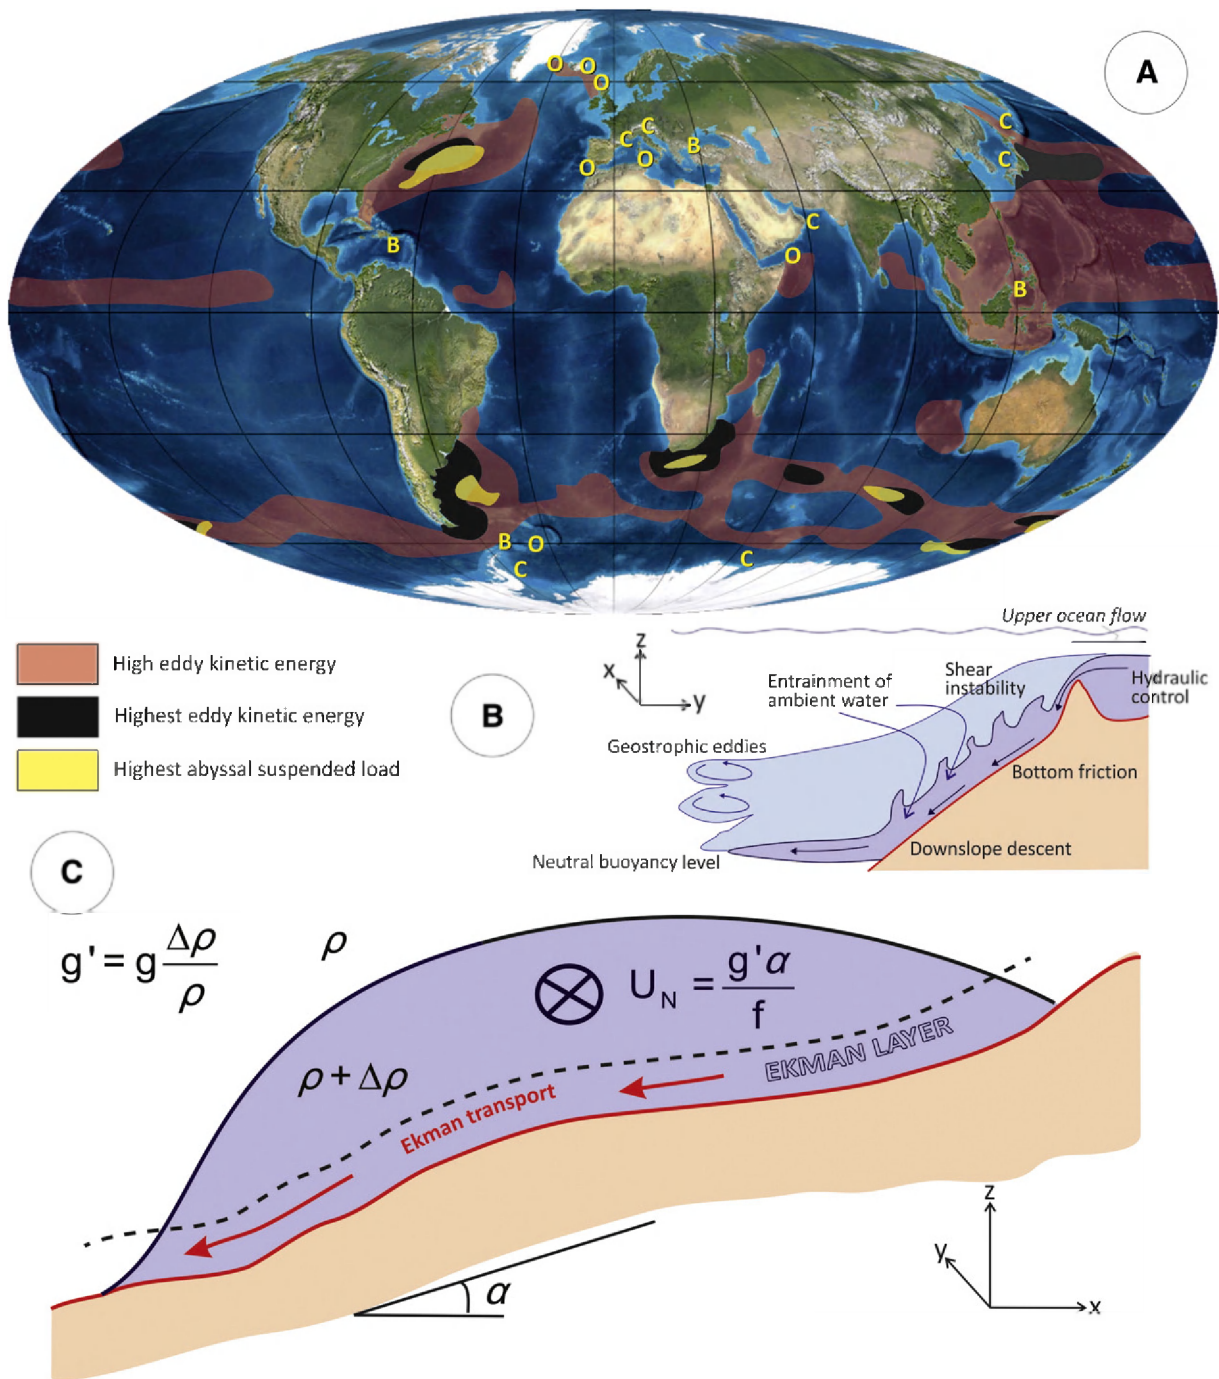 A
O
O
O
C
C
C
B
C
O
O
C
C
O
B
B
B
O
C
C
High eddy kinetic energy
Highest eddy kinetic energy
Highest abyssal suspended load
B
Upper ocean flow
z
x
y
Entrainment of
ambient water
Shear
instability
Hydraulic
control
Geostrophic eddies
Bottom friction
Downslope descent
Neutral buoyancy level
C
g' = g Δρ/ρ
ρ
U_N = g'α/f
ρ + Δρ
EKMAN LAYER
Ekman transport
α
z
y
x